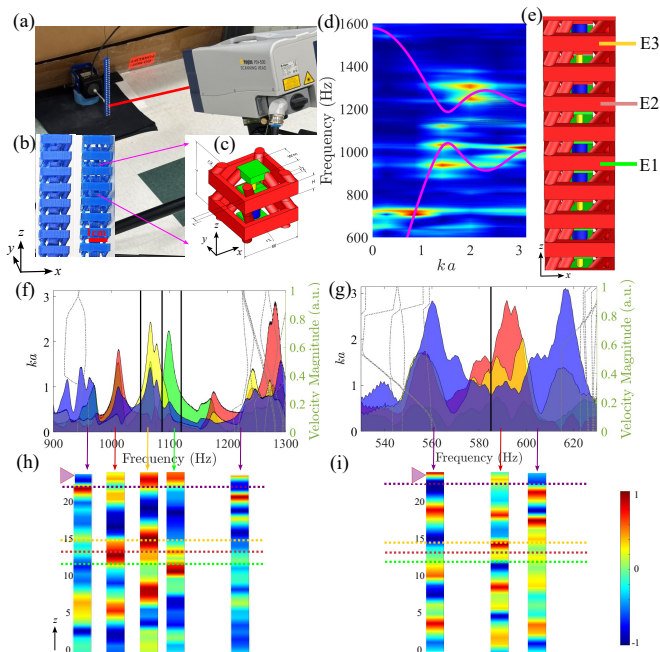 (a)
(b)
(c)
z
y
x
z
y
x
(d)
Frequency (Hz)
1600
1400
1200
1000
800
600
0
1
2
3
ka
(e)
E3
E2
E1
z
x
(f)
ka
3
2
1
0
900
1000
1100
1200
1300
Frequency (Hz)
1
0.8
0.6
0.4
0.2
0
Velocity Magnitude (a.u.)
(g)
ka
3
2
1
0
540
560
580
600
620
Frequency (Hz)
1
0.8
0.6
0.4
0.2
0
Velocity Magnitude (a.u.)
(h)
20
15
10
5
0
z
(i)
20
15
10
5
0
1
0
-1